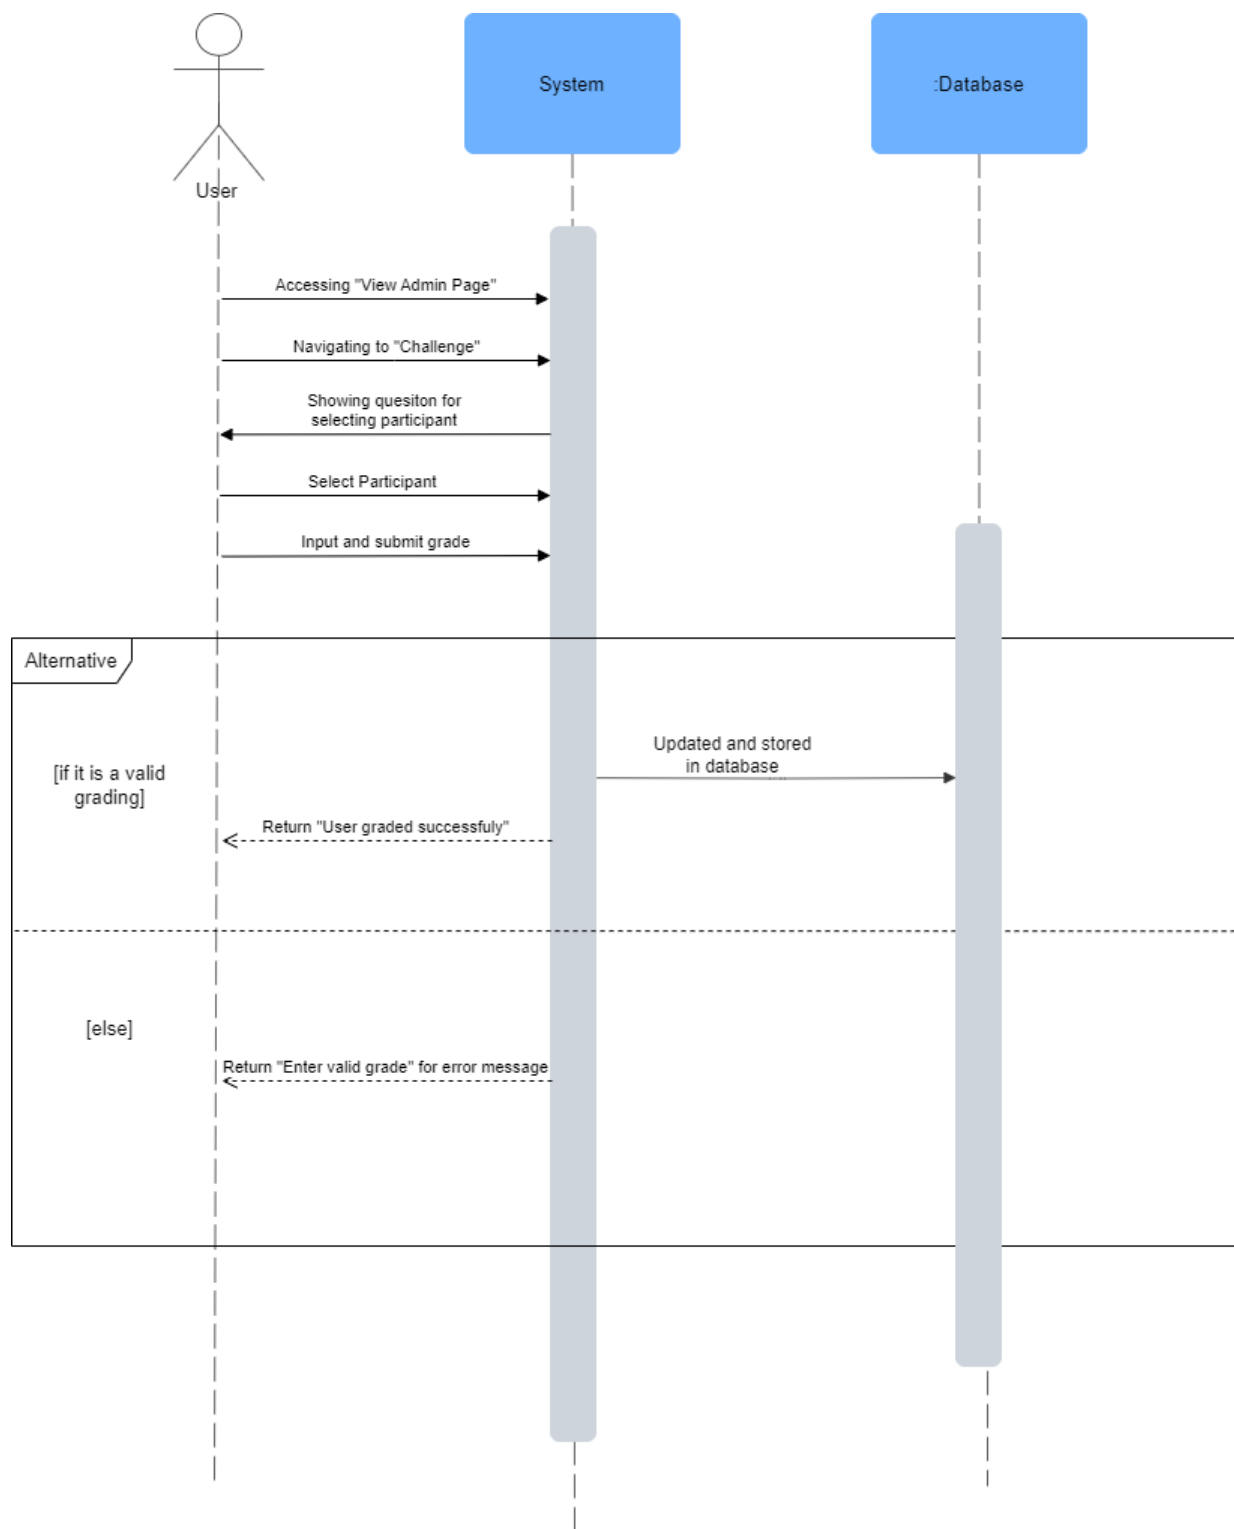 System
:Database
User
Accessing "View Admin Page"
Navigating to "Challenge"
Showing quesiton for
selecting participant
Select Participant
Input and submit grade
Alternative
[if it is a valid
grading]
Updated and stored
in database
Return "User graded successfuly"
[else]
Return "Enter valid grade" for error message